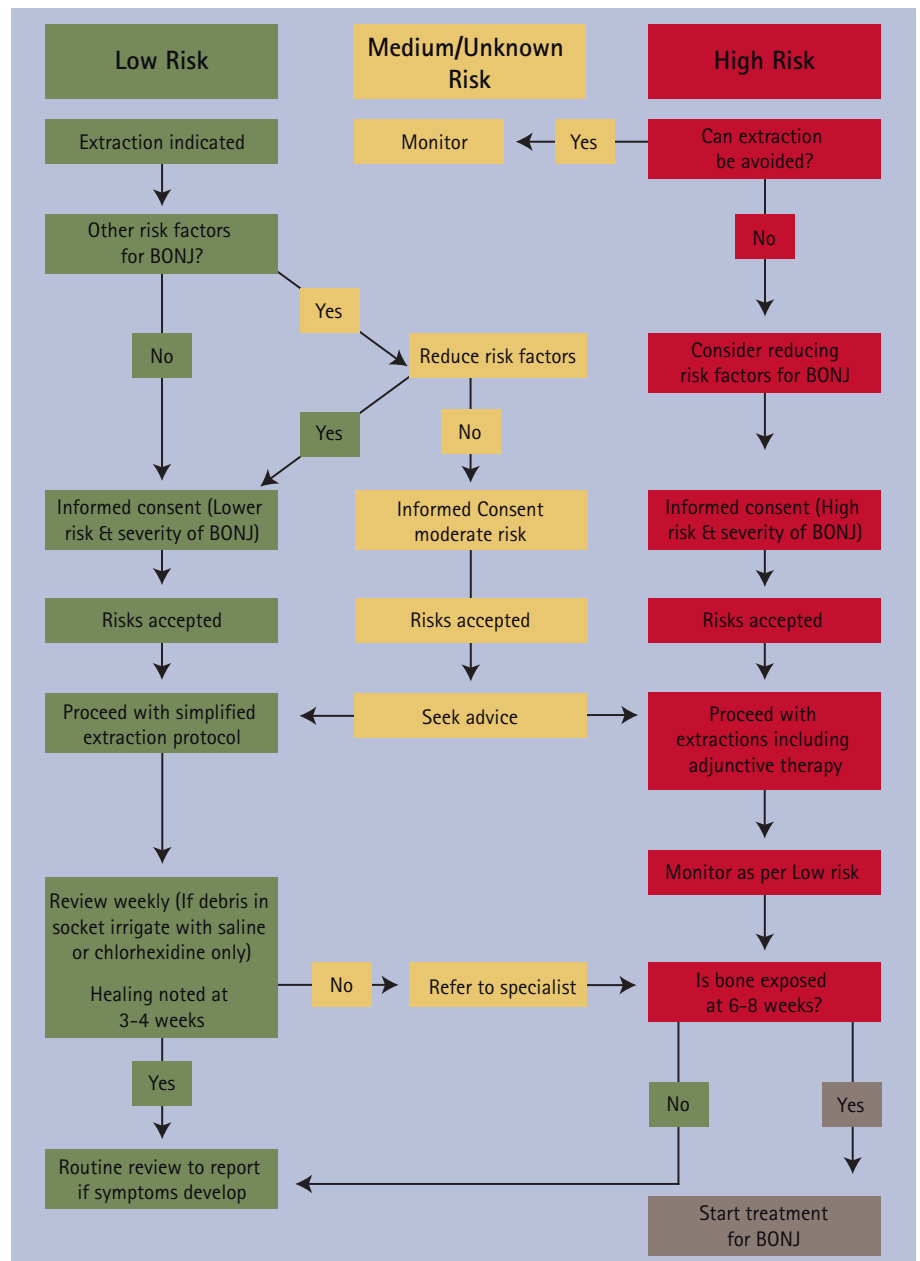 Low Risk
Medium/Unknown
Risk
High Risk
Extraction indicated
Monitor
Yes
Can extraction
be avoided?
Other risk factors
for BONJ?
No
Yes
No
Reduce risk factors
Consider reducing
risk factors for BONJ
Yes
No
Informed consent (Lower
risk & severity of BONJ)
Informed Consent
moderate risk
Informed consent (High
risk & severity of BONJ)
Risks accepted
Risks accepted
Risks accepted
Proceed with simplified
extraction protocol
Seek advice
Proceed with
extractions including
adjunctive therapy
Monitor as per Low risk
Review weekly (If debris in
socket irrigate with saline
or chlorhexidine only)
Healing noted at
3-4 weeks
No
Refer to specialist
Is bone exposed
at 6-8 weeks?
Yes
No
Yes
Routine review to report
if symptoms develop
Start treatment
for BONJ